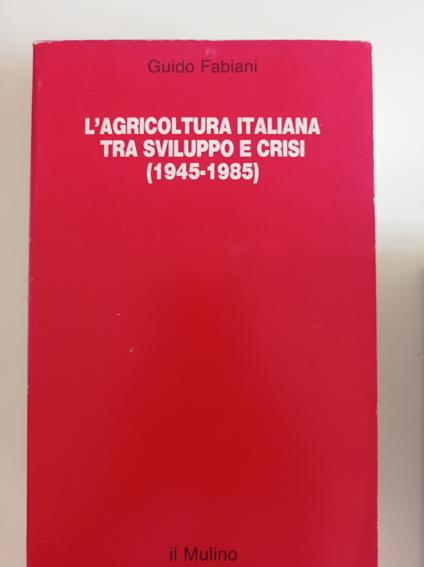 Guido Fabiani
L'AGRICOLTURA ITALIANA
TRA SVILUPPO E CRISI
(1945-1985)
il Mulino